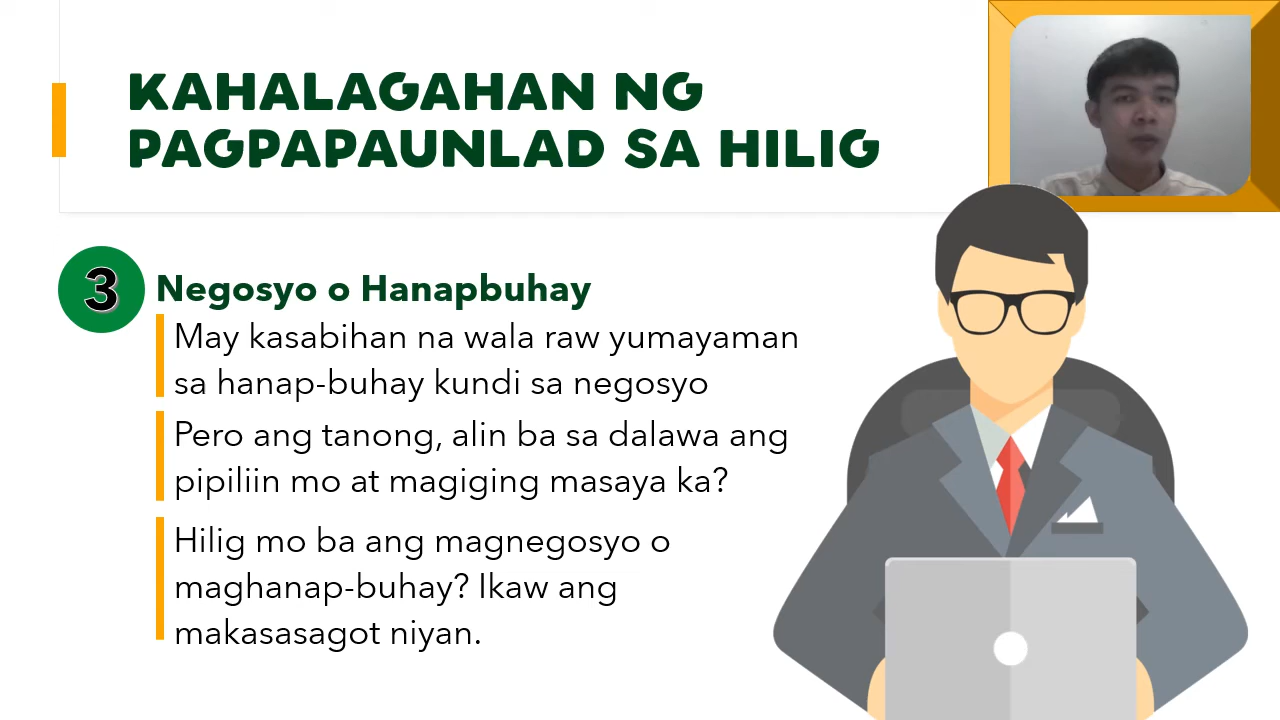 KAHALAGAHAN NG
PAGPAPAUNLAD SA HILIG
3
Negosyo o Hanapbuhay
May kasabihan na wala raw yumayaman
sa hanap-buhay kundi sa negosyo
Pero ang tanong, alin ba sa dalawa ang
pipiliin mo at magiging masaya ka?
Hilig mo ba ang magnegosyo o
maghanap-buhay? Ikaw ang
makasasagot niyan.